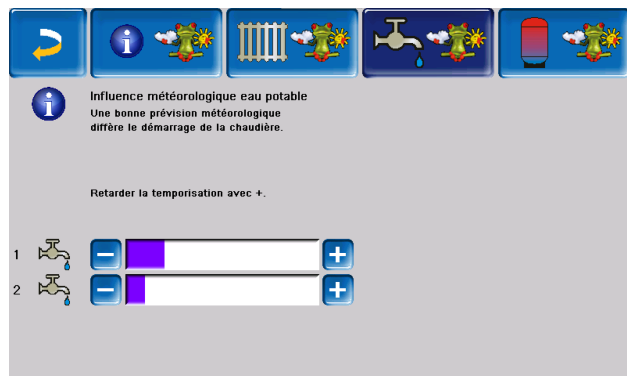 Influence météorologique eau potable
Une bonne prévision météorologique
diffère le démarrage de la chaudière.
Retarder la temporisation avec +.
1
2